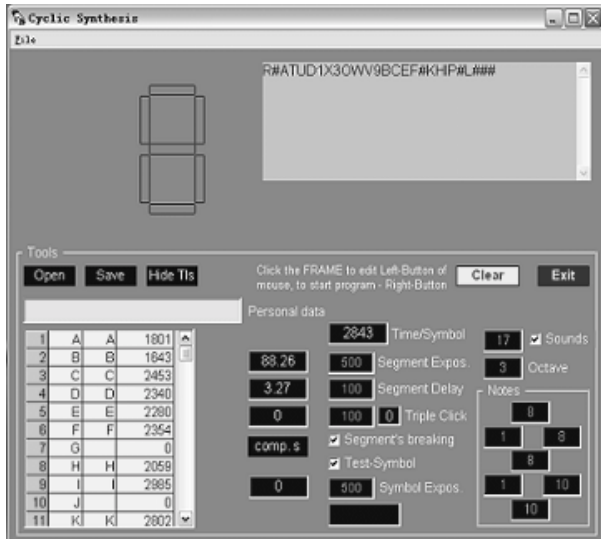 Cyclic Synthesis
File
R#ATUD1X3OWV9BCEF#KHIP#L###
Tools
Open Save Hide Tls
Click the FRAME to edit Left-Button of
mouse, to start program - Right-Button
Clear Exit
Personal data
1 A A 1801
2 B B 1643
3 C C 2453
4 D D 2340
5 E E 2280
6 F F 2354
7 G 0
8 H H 2059
9 I I 2985
10 J 0
11 K K 2802
88.26
3.27
0
comp.s
0
2843 Time/Symbol
500 Segment Expos.
100 Segment Delay
100 0 Triple Click
Segment's breaking
Test-Symbol
500 Symbol Expos.
17 Sounds
3 Octave
Notes
8
1 8
8
1 10
10